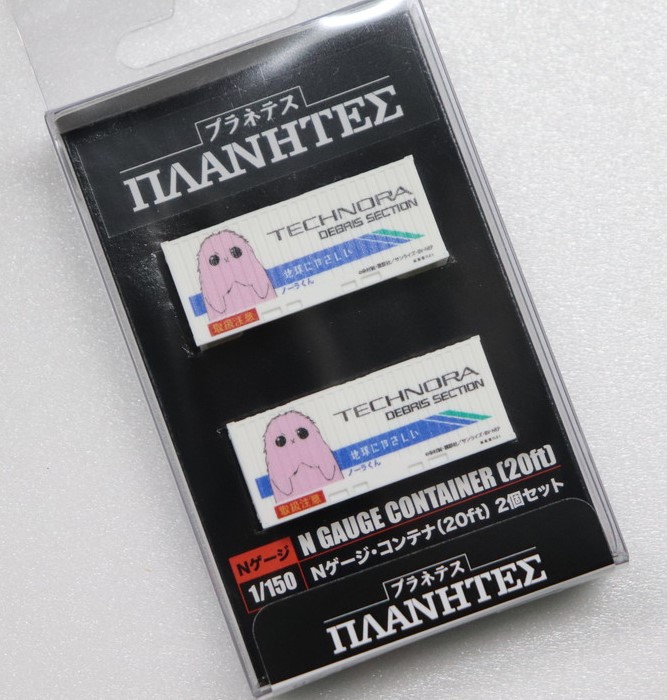 プラネテス
ΠΛΑΝΗΤΕΣ
TECHNORA
DEBRIS SECTION
地球にやさしい
ノーラくん
取扱注意
TECHNORA
DEBRIS SECTION
地球にやさしい
ノーラくん
取扱注意
Nゲージ
1/150
N GAUGE CONTAINER (20ft)
Nゲージ・コンテナ(20ft) 2個セット
プラネテス
ΠΛΑΝΗΤΕΣ